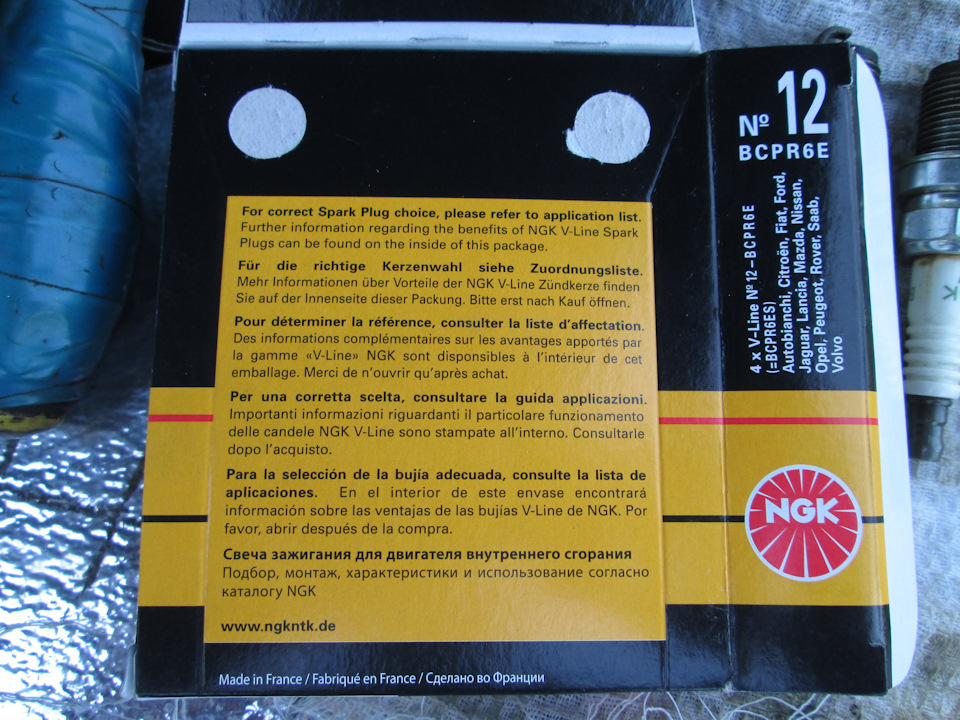 For correct Spark Plug choice, please refer to application list.
Further information regarding the benefits of NGK V-Line Spark
Plugs can be found on the inside of this package.
Für die richtige Kerzenwahl siehe Zuordnungsliste.
Mehr Informationen über Vorteile der NGK V-Line Zündkerze finden
Sie auf der Innenseite dieser Packung. Bitte erst nach Kauf öffnen.
Pour déterminer la référence, consulter la liste d'affectation.
Des informations complémentaires sur les avantages apportés par
la gamme «V-Line» NGK sont disponibles à l'intérieur de cet
emballage. Merci de n'ouvrir qu'après achat.
Per una corretta scelta, consultare la guida applicazioni.
Importanti informazioni riguardanti il particolare funzionamento
delle candele NGK V-Line sono stampate all'interno. Consultarle
dopo l'acquisto.
Para la selección de la bujía adecuada, consulte la lista de
aplicaciones. En el interior de este envase encontrará
información sobre las ventajas de las bujías V-Line de NGK. Por
favor, abrir después de la compra.
Свеча зажигания для двигателя внутреннего сгорания
Подбор, монтаж, характеристики и использование согласно
каталогу NGK
www.ngkntk.de
Made in France / Fabriqué en France / Сделано во Франции
Nº 12
BCPR6E
4 x V-Line Nº 12 – BCPR6E
(=BCPR6ES)
Autobianchi, Citroën, Fiat, Ford,
Jaguar, Lancia, Mazda, Nissan,
Opel, Peugeot, Rover, Saab,
Volvo
NGK